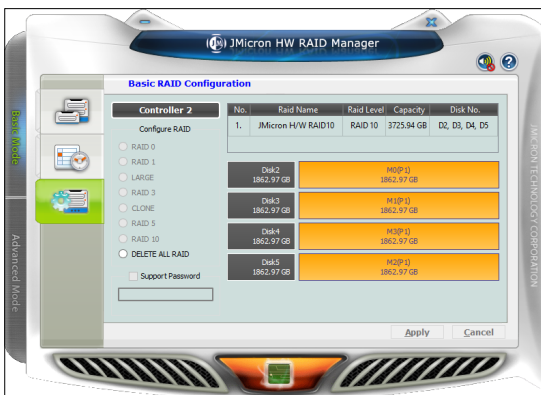 JMicron HW RAID Manager
Basic RAID Configuration
Basic Mode
Advanced Mode
Controller 2
Configure RAID
RAID 0
RAID 1
LARGE
RAID 3
CLONE
RAID 5
RAID 10
DELETE ALL RAID
Support Password
No. Raid Name Raid Level Capacity Disk No.
1. JMicron H/W RAID10 RAID 10 3725.94 GB D2, D3, D4, D5
Disk2
1862.97 GB
M0(P1)
1862.97 GB
Disk3
1862.97 GB
M1(P1)
1862.97 GB
Disk4
1862.97 GB
M3(P1)
1862.97 GB
Disk5
1862.97 GB
M2(P1)
1862.97 GB
Apply Cancel
JMICRON TECHNOLOGY CORPORATION